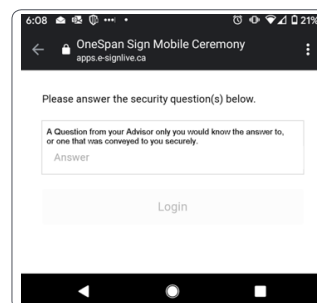 6:08
21%
OneSpan Sign Mobile Ceremony
apps.e-signlive.ca
Please answer the security question(s) below.
A Question from your Advisor only you would know the answer to,
or one that was conveyed to you securely.
Answer
Login